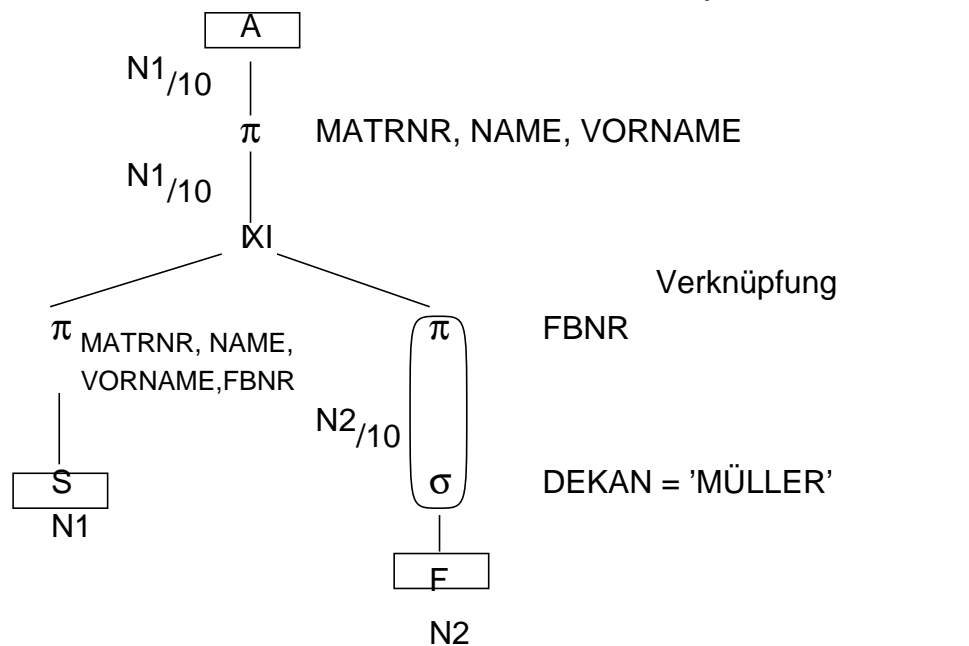 A
N1/10
π MATRNR, NAME, VORNAME
N1/10
⋈
Verknüpfung
π MATRNR, NAME,
VORNAME,FBNR
π FBNR
N2/10
S
σ DEKAN = ’MÜLLER’
N1
F
N2